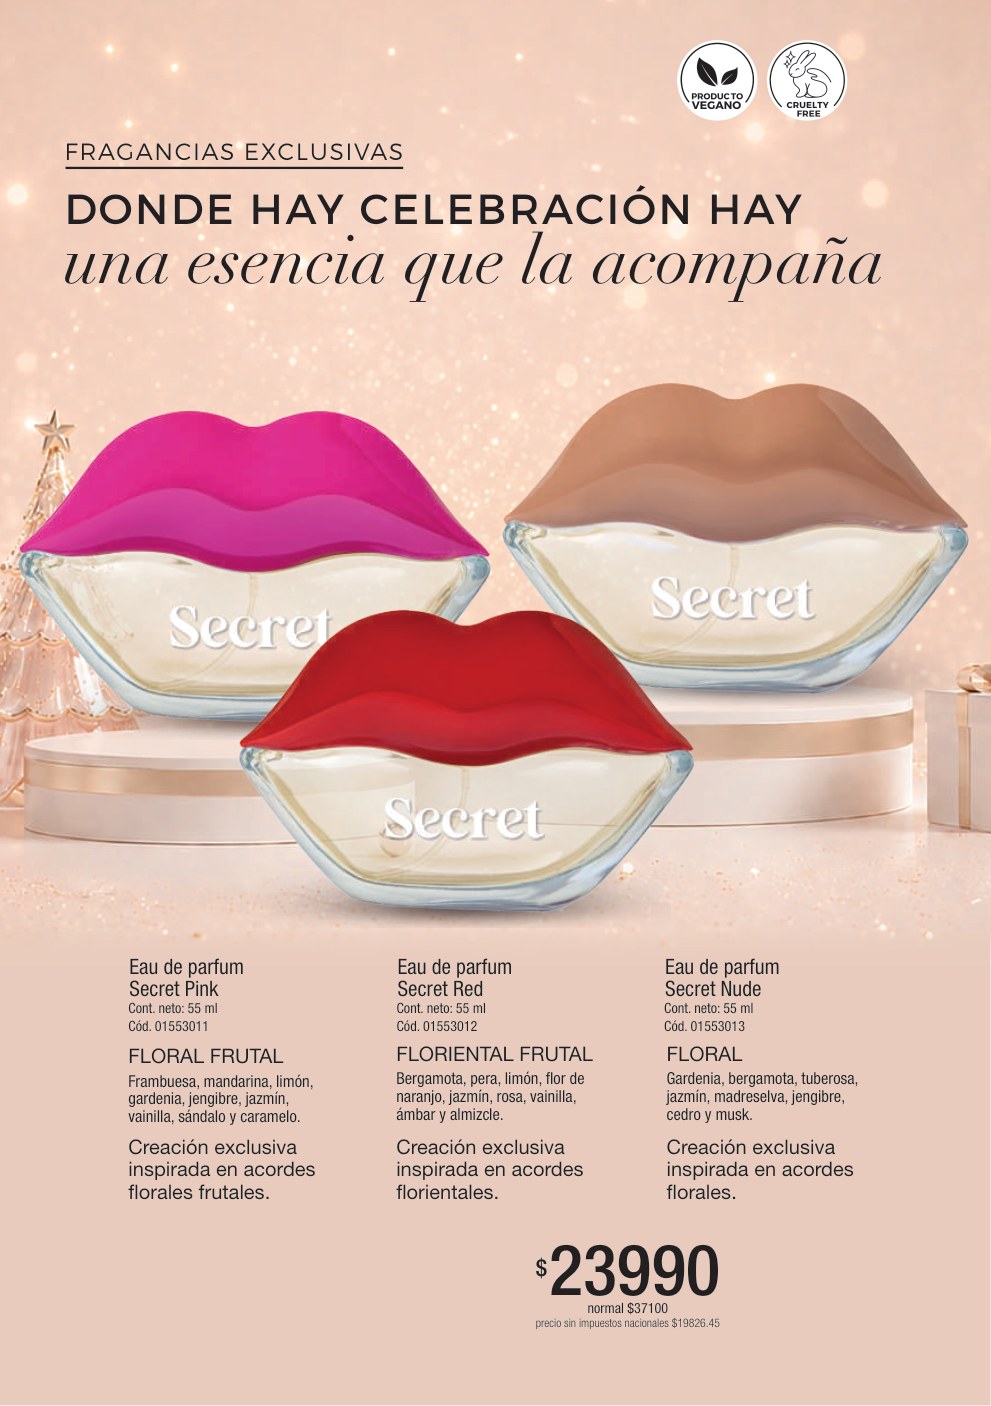 PRODUCTO
VEGANO
CRUELTY
FREE
FRAGANCIAS EXCLUSIVAS
DONDE HAY CELEBRACIÓN HAY
una esencia que la acompaña
Secret
Secret
Secret
Eau de parfum
Secret Pink
Cont. neto: 55 ml
Cód. 01553011
FLORAL FRUTAL
Frambuesa, mandarina, limón,
gardenia, jengibre, jazmín,
vainilla, sándalo y caramelo.
Creación exclusiva
inspirada en acordes
florales frutales.
Eau de parfum
Secret Red
Cont. neto: 55 ml
Cód. 01553012
FLORIENTAL FRUTAL
Bergamota, pera, limón, flor de
naranjo, jazmín, rosa, vainilla,
ámbar y almizcle.
Creación exclusiva
inspirada en acordes
florientales.
Eau de parfum
Secret Nude
Cont. neto: 55 ml
Cód. 01553013
FLORAL
Gardenia, bergamota, tuberosa,
jazmín, madreselva, jengibre,
cedro y musk.
Creación exclusiva
inspirada en acordes
florales.
$23990
normal $37100
precio sin impuestos nacionales $19826.45